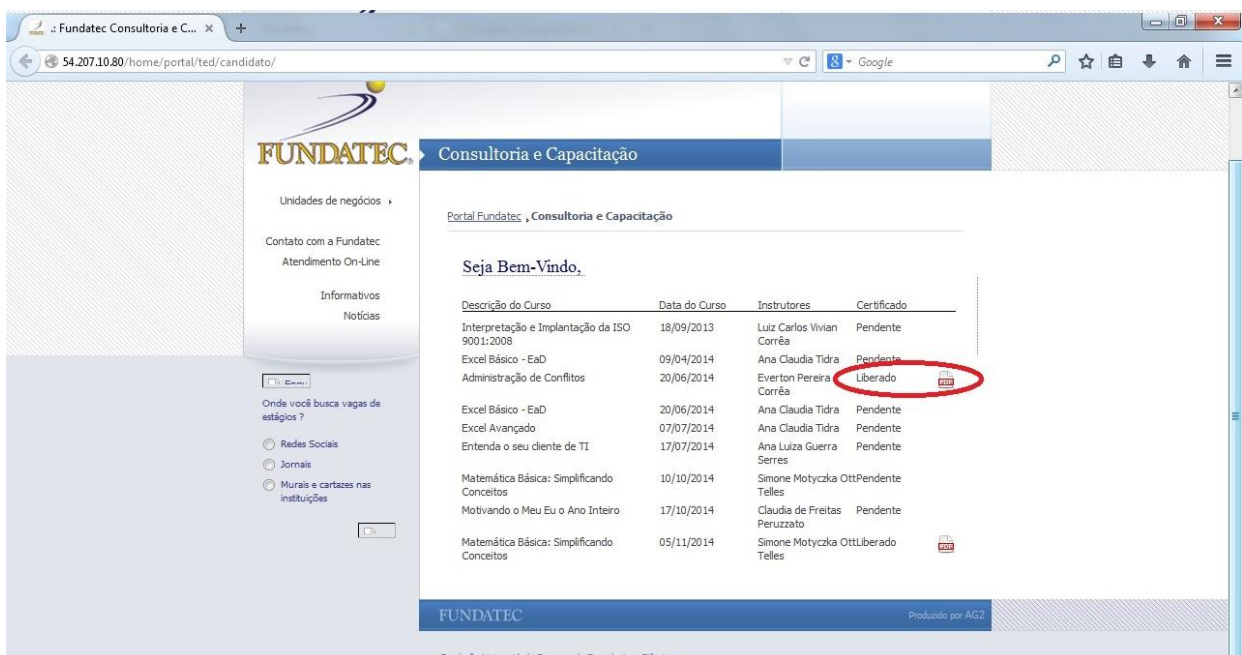 .: Fundatec Consultoria e C... × +
54.207.10.80/home/portal/ted/candidato/
8 Google
FUNDATEC®
Consultoria e Capacitação
Unidades de negócios
Contato com a Fundatec
Atendimento On-Line
Informativos
Notícias
Onde você busca vagas de
estágios ?
Redes Sociais
Jornais
Murais e cartazes nas
instituições
Portal Fundatec , Consultoria e Capacitação
Seja Bem-Vindo,
Descrição do Curso Data do Curso Instrutores Certificado
Interpretação e Implantação da ISO 18/09/2013 Luiz Carlos Vivian Pendente
9001:2008 Corrêa
Excel Básico - EaD 09/04/2014 Ana Claudia Tidra Pendente
Administração de Conflitos 20/06/2014 Everton Pereira Liberado PDF
Corrêa
Excel Básico - EaD 20/06/2014 Ana Claudia Tidra Pendente
Excel Avançado 07/07/2014 Ana Claudia Tidra Pendente
Entenda o seu cliente de TI 17/07/2014 Ana Luiza Guerra Pendente
Serres
Matemática Básica: Simplificando 10/10/2014 Simone Motyczka OttPendente
Conceitos Telles
Motivando o Meu Eu o Ano Inteiro 17/10/2014 Claudia de Freitas Pendente
Peruzzato
Matemática Básica: Simplificando 05/11/2014 Simone Motyczka OttLiberado PDF
Conceitos Telles
FUNDATEC Produzido por AG2